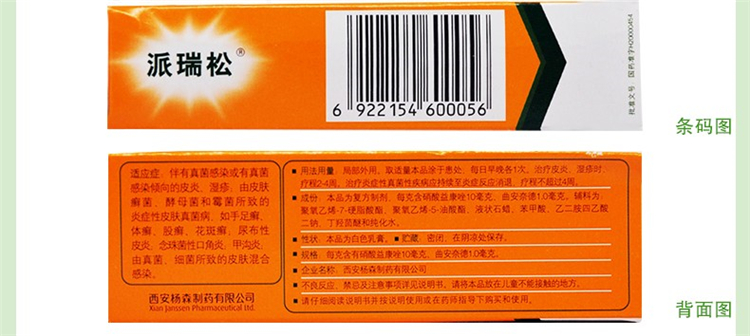 派瑞松®
6 922154 600056
批准文号:国药准字H20000454
条码图
适应症:伴有真菌感染或有真菌
感染倾向的皮炎、湿疹;由皮肤
癣菌、酵母菌和霉菌所致的
炎症性皮肤真菌病,如手足癣、
体癣、股癣、花斑癣,尿布性
皮炎、念珠菌性口角炎、甲沟炎、
由真菌、细菌所致的皮肤混合
感染。
西安杨森制药有限公司
Xian Janssen Pharmaceutical Ltd.
■ 用法用量:局部外用。取适量本品涂于患处,每日早晚各1次。治疗皮炎、湿疹时,
疗程2-4周。治疗炎症性真菌性疾病应持续至炎症反应消退,疗程不超过4周。
■ 成份:本品为复方制剂,每克含硝酸益康唑10毫克、曲安奈德1.0毫克。辅料为
聚氧乙烯-7-硬脂酸酯、聚氧乙烯-5-油酸酯、液状石蜡、苯甲酸、乙二胺四乙酸
二钠、丁羟茴醚和纯化水。
■ 性状:本品为白色乳膏。 ■ 贮藏:密闭,在阴凉处保存。
■ 规格:每克含硝酸益康唑10毫克、曲安奈德1.0毫克。
■ 企业名称:西安杨森制药有限公司
■ 不良反应、禁忌及注意事项详见说明书。请将本品放在儿童不能接触的地方。
■ 请仔细阅读说明书并按说明使用或在药师指导下购买和使用。
背面图